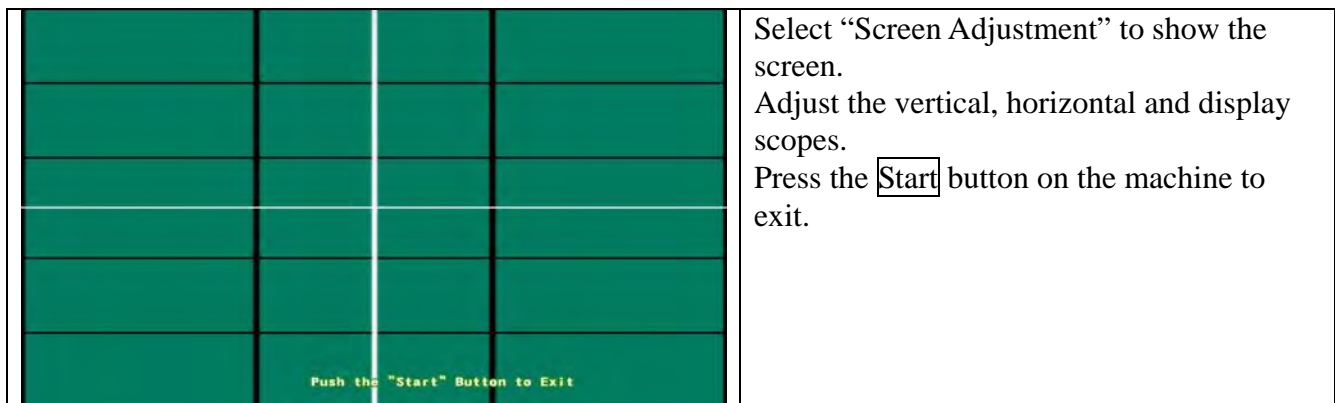 Push the "Start" Button to Exit
Select “Screen Adjustment” to show the
screen.
Adjust the vertical, horizontal and display
scopes.
Press the Start button on the machine to
exit.